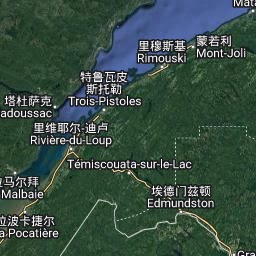 Mata
里穆斯基
Rimouski
蒙若利
Mont-Joli
特鲁瓦皮
斯托勒
Trois-Pistoles
塔杜萨克
adoussac
里维耶尔-迪卢
Rivière-du-Loup
Témiscouata-sur-le-Lac
拉马尔拜
Malbaie
埃德门兹顿
Edmundston
拉波卡捷尔
a Pocatière
Gra